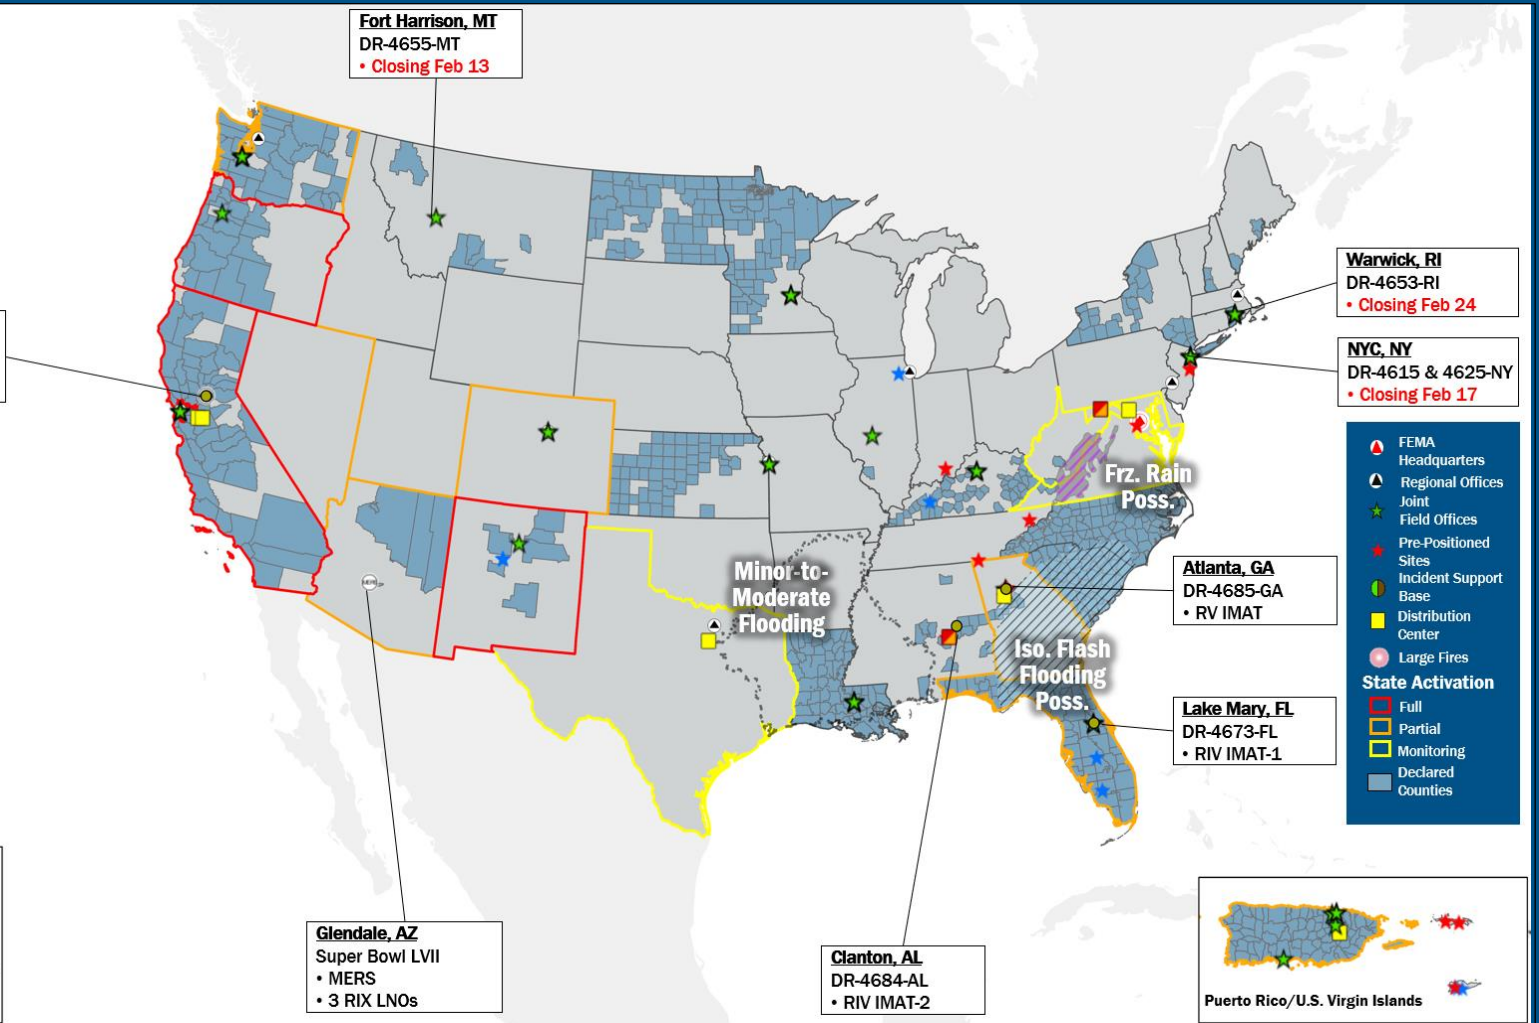 Fort Harrison, MT
DR-4655-MT
• Closing Feb 13
Warwick, RI
DR-4653-RI
• Closing Feb 24
NYC, NY
DR-4615 & 4625-NY
• Closing Feb 17
FEMA
Headquarters
Regional Offices
Joint
Field Offices
Pre-Positioned
Sites
Incident Support
Base
Distribution
Center
Large Fires
State Activation
Full
Partial
Monitoring
Declared
Counties
Frz. Rain
Poss.
Minor-to-
Moderate
Flooding
Iso. Flash
Flooding
Poss.
MERS
Atlanta, GA
DR-4685-GA
• RV IMAT
Lake Mary, FL
DR-4673-FL
• RIV IMAT-1
Glendale, AZ
Super Bowl LVII
• MERS
• 3 RIX LNOs
Clanton, AL
DR-4684-AL
• RIV IMAT-2
Puerto Rico/U.S. Virgin Islands